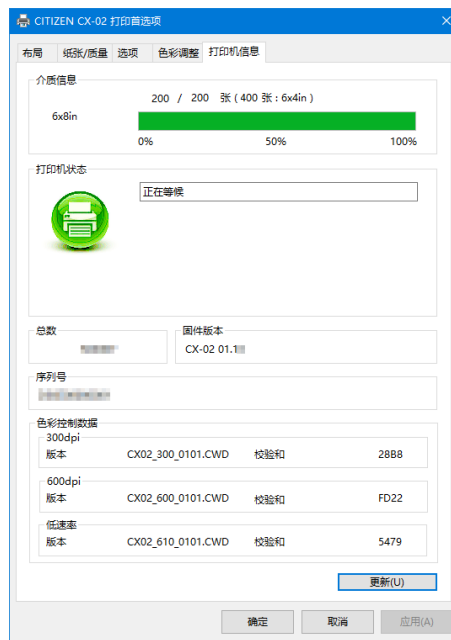 CITIZEN CX-02 打印首选项
布局 纸张/质量 选项 色彩调整 打印机信息
介质信息
200 / 200 张 ( 400 张 : 6x4in )
6x8in
0% 50% 100%
打印机状态
正在等候
总数 固件版本
CX-02 01.1
序列号
色彩控制数据
300dpi
版本 CX02_300_0101.CWD 校验和 28B8
600dpi
版本 CX02_600_0101.CWD 校验和 FD22
低速率
版本 CX02_610_0101.CWD 校验和 5479
更新(U)
确定 取消 应用(A)